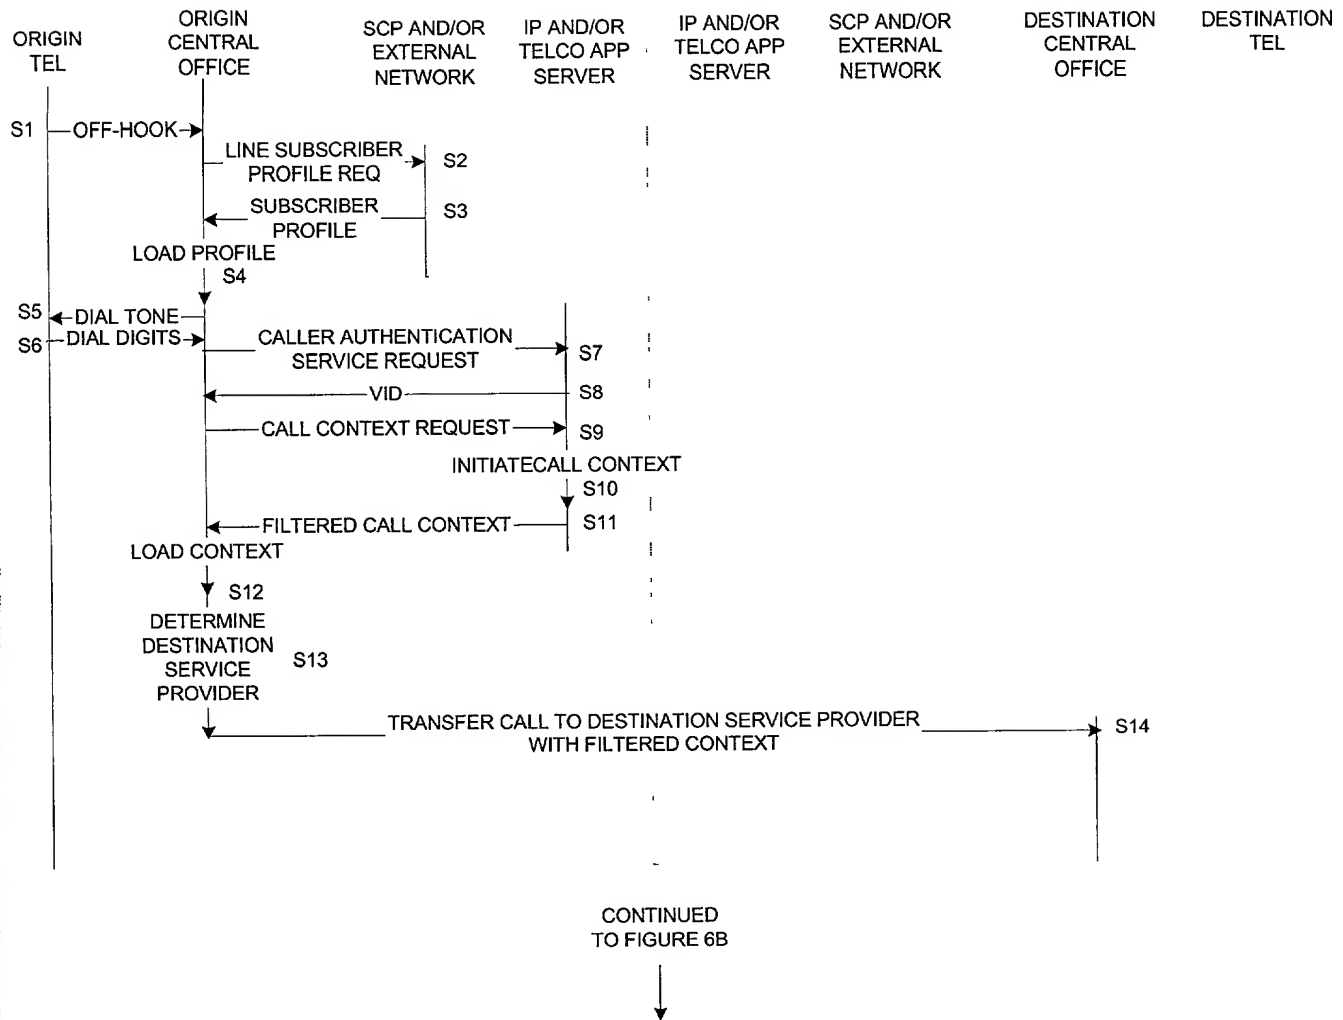 ORIGIN
TEL
ORIGIN
CENTRAL
OFFICE
SCP AND/OR
EXTERNAL
NETWORK
IP AND/OR
TELCO APP
SERVER
IP AND/OR
TELCO APP
SERVER
SCP AND/OR
EXTERNAL
NETWORK
DESTINATION
CENTRAL
OFFICE
DESTINATION
TEL
S1
OFF-HOOK
LINE SUBSCRIBER
PROFILE REQ
S2
SUBSCRIBER
PROFILE
S3
LOAD PROFILE
S4
S5
DIAL TONE
S6
DIAL DIGITS
CALLER AUTHENTICATION
SERVICE REQUEST
S7
VID
S8
CALL CONTEXT REQUEST
S9
INITIATECALL CONTEXT
S10
FILTERED CALL CONTEXT
S11
LOAD CONTEXT
S12
DETERMINE
DESTINATION
SERVICE
PROVIDER
S13
TRANSFER CALL TO DESTINATION SERVICE PROVIDER
WITH FILTERED CONTEXT
S14
CONTINUED
TO FIGURE 6B